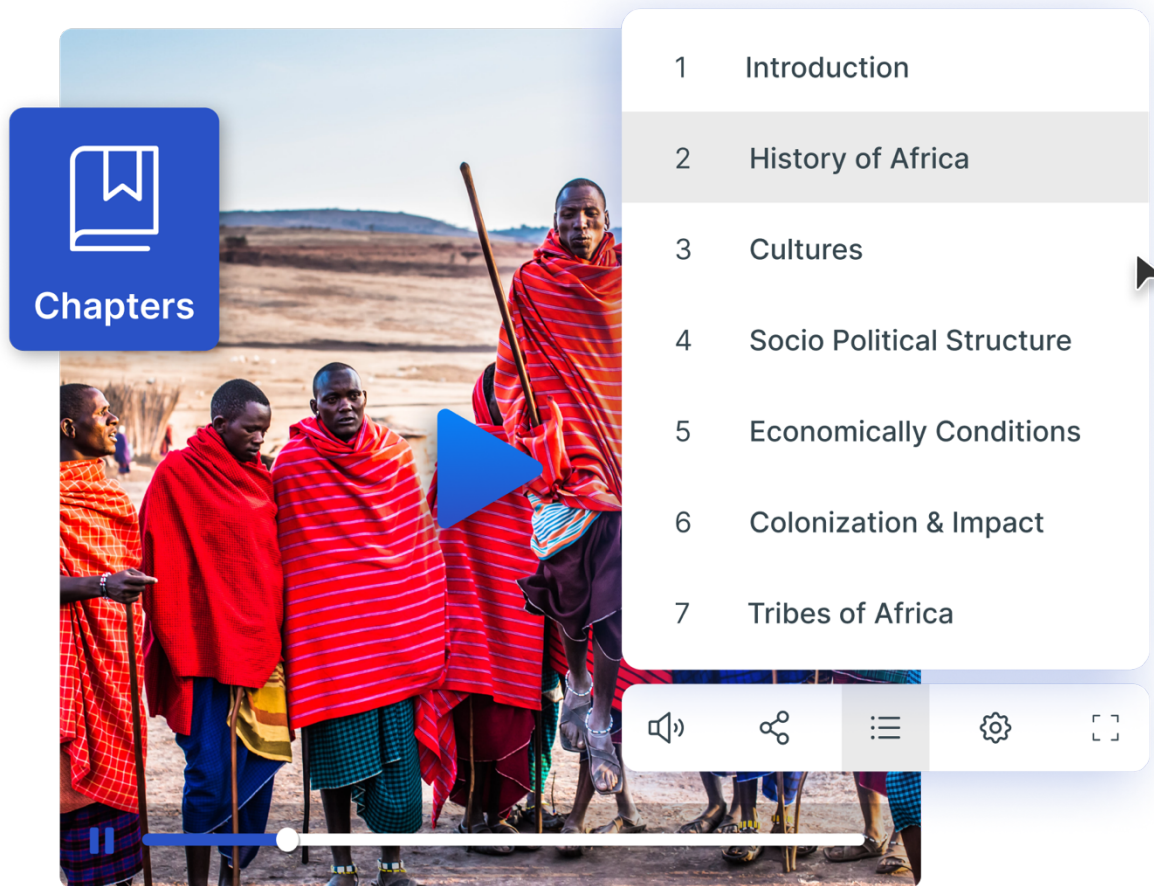 Chapters
1 Introduction
2 History of Africa
3 Cultures
4 Socio Political Structure
5 Economically Conditions
6 Colonization & Impact
7 Tribes of Africa